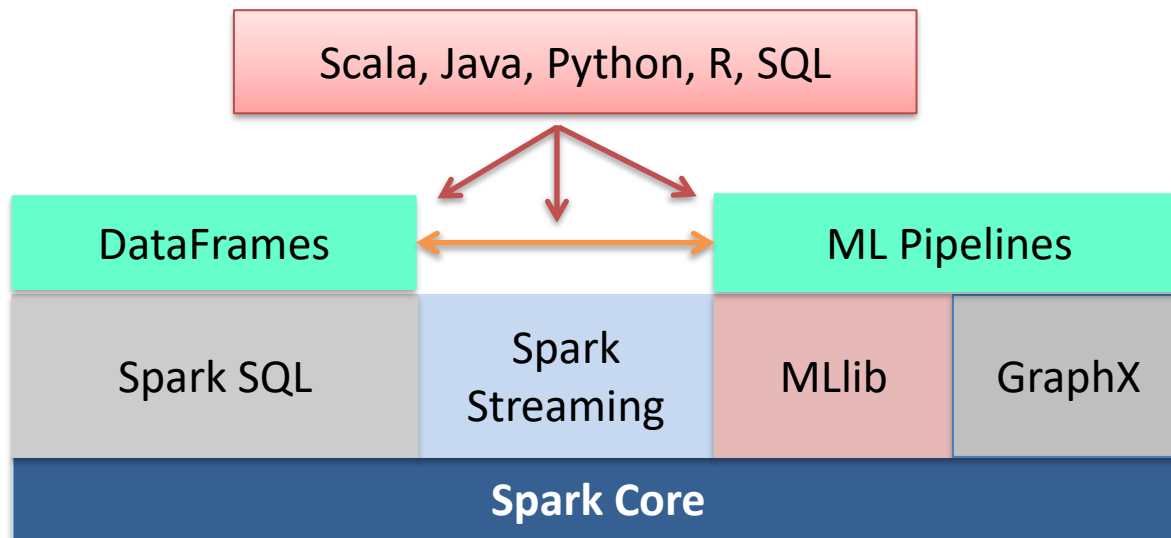 Scala, Java, Python, R, SQL
DataFrames
ML Pipelines
Spark SQL
Spark
Streaming
MLlib
GraphX
Spark Core